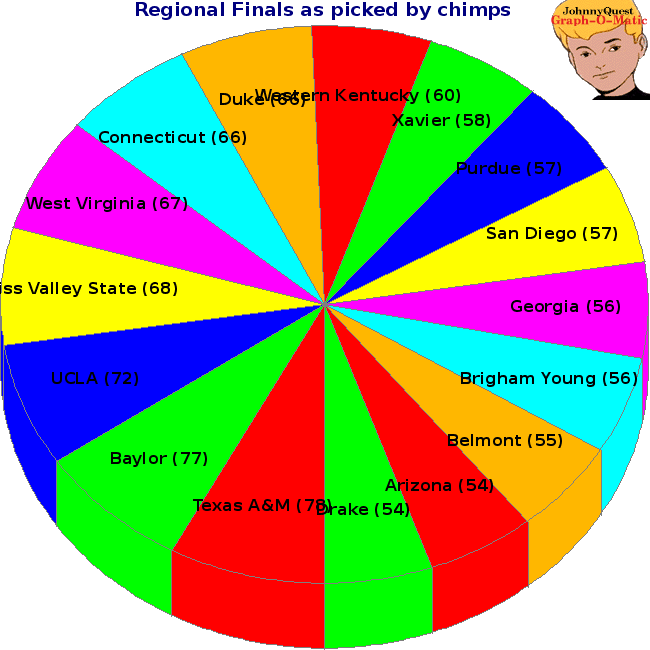 Regional Finals as picked by chimps
JohnnyQuest
Graph-O-Matic
Duke (66)
Western Kentucky (60)
Xavier (58)
Connecticut (66)
Purdue (57)
West Virginia (67)
San Diego (57)
iss Valley State (68)
Georgia (56)
UCLA (72)
Brigham Young (56)
Belmont (55)
Baylor (77)
Arizona (54)
Texas A&M (78)
Drake (54)